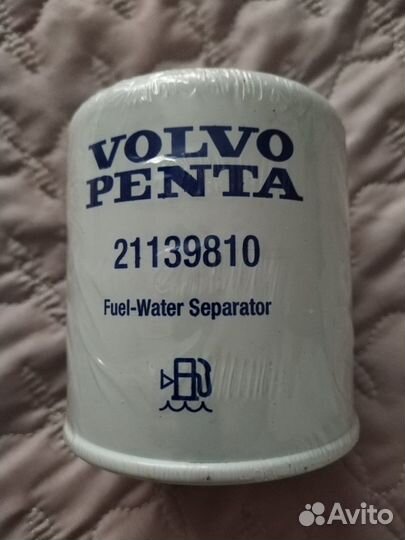 VOLVO
PENTA
21139810
Fuel-Water Separator
Avito